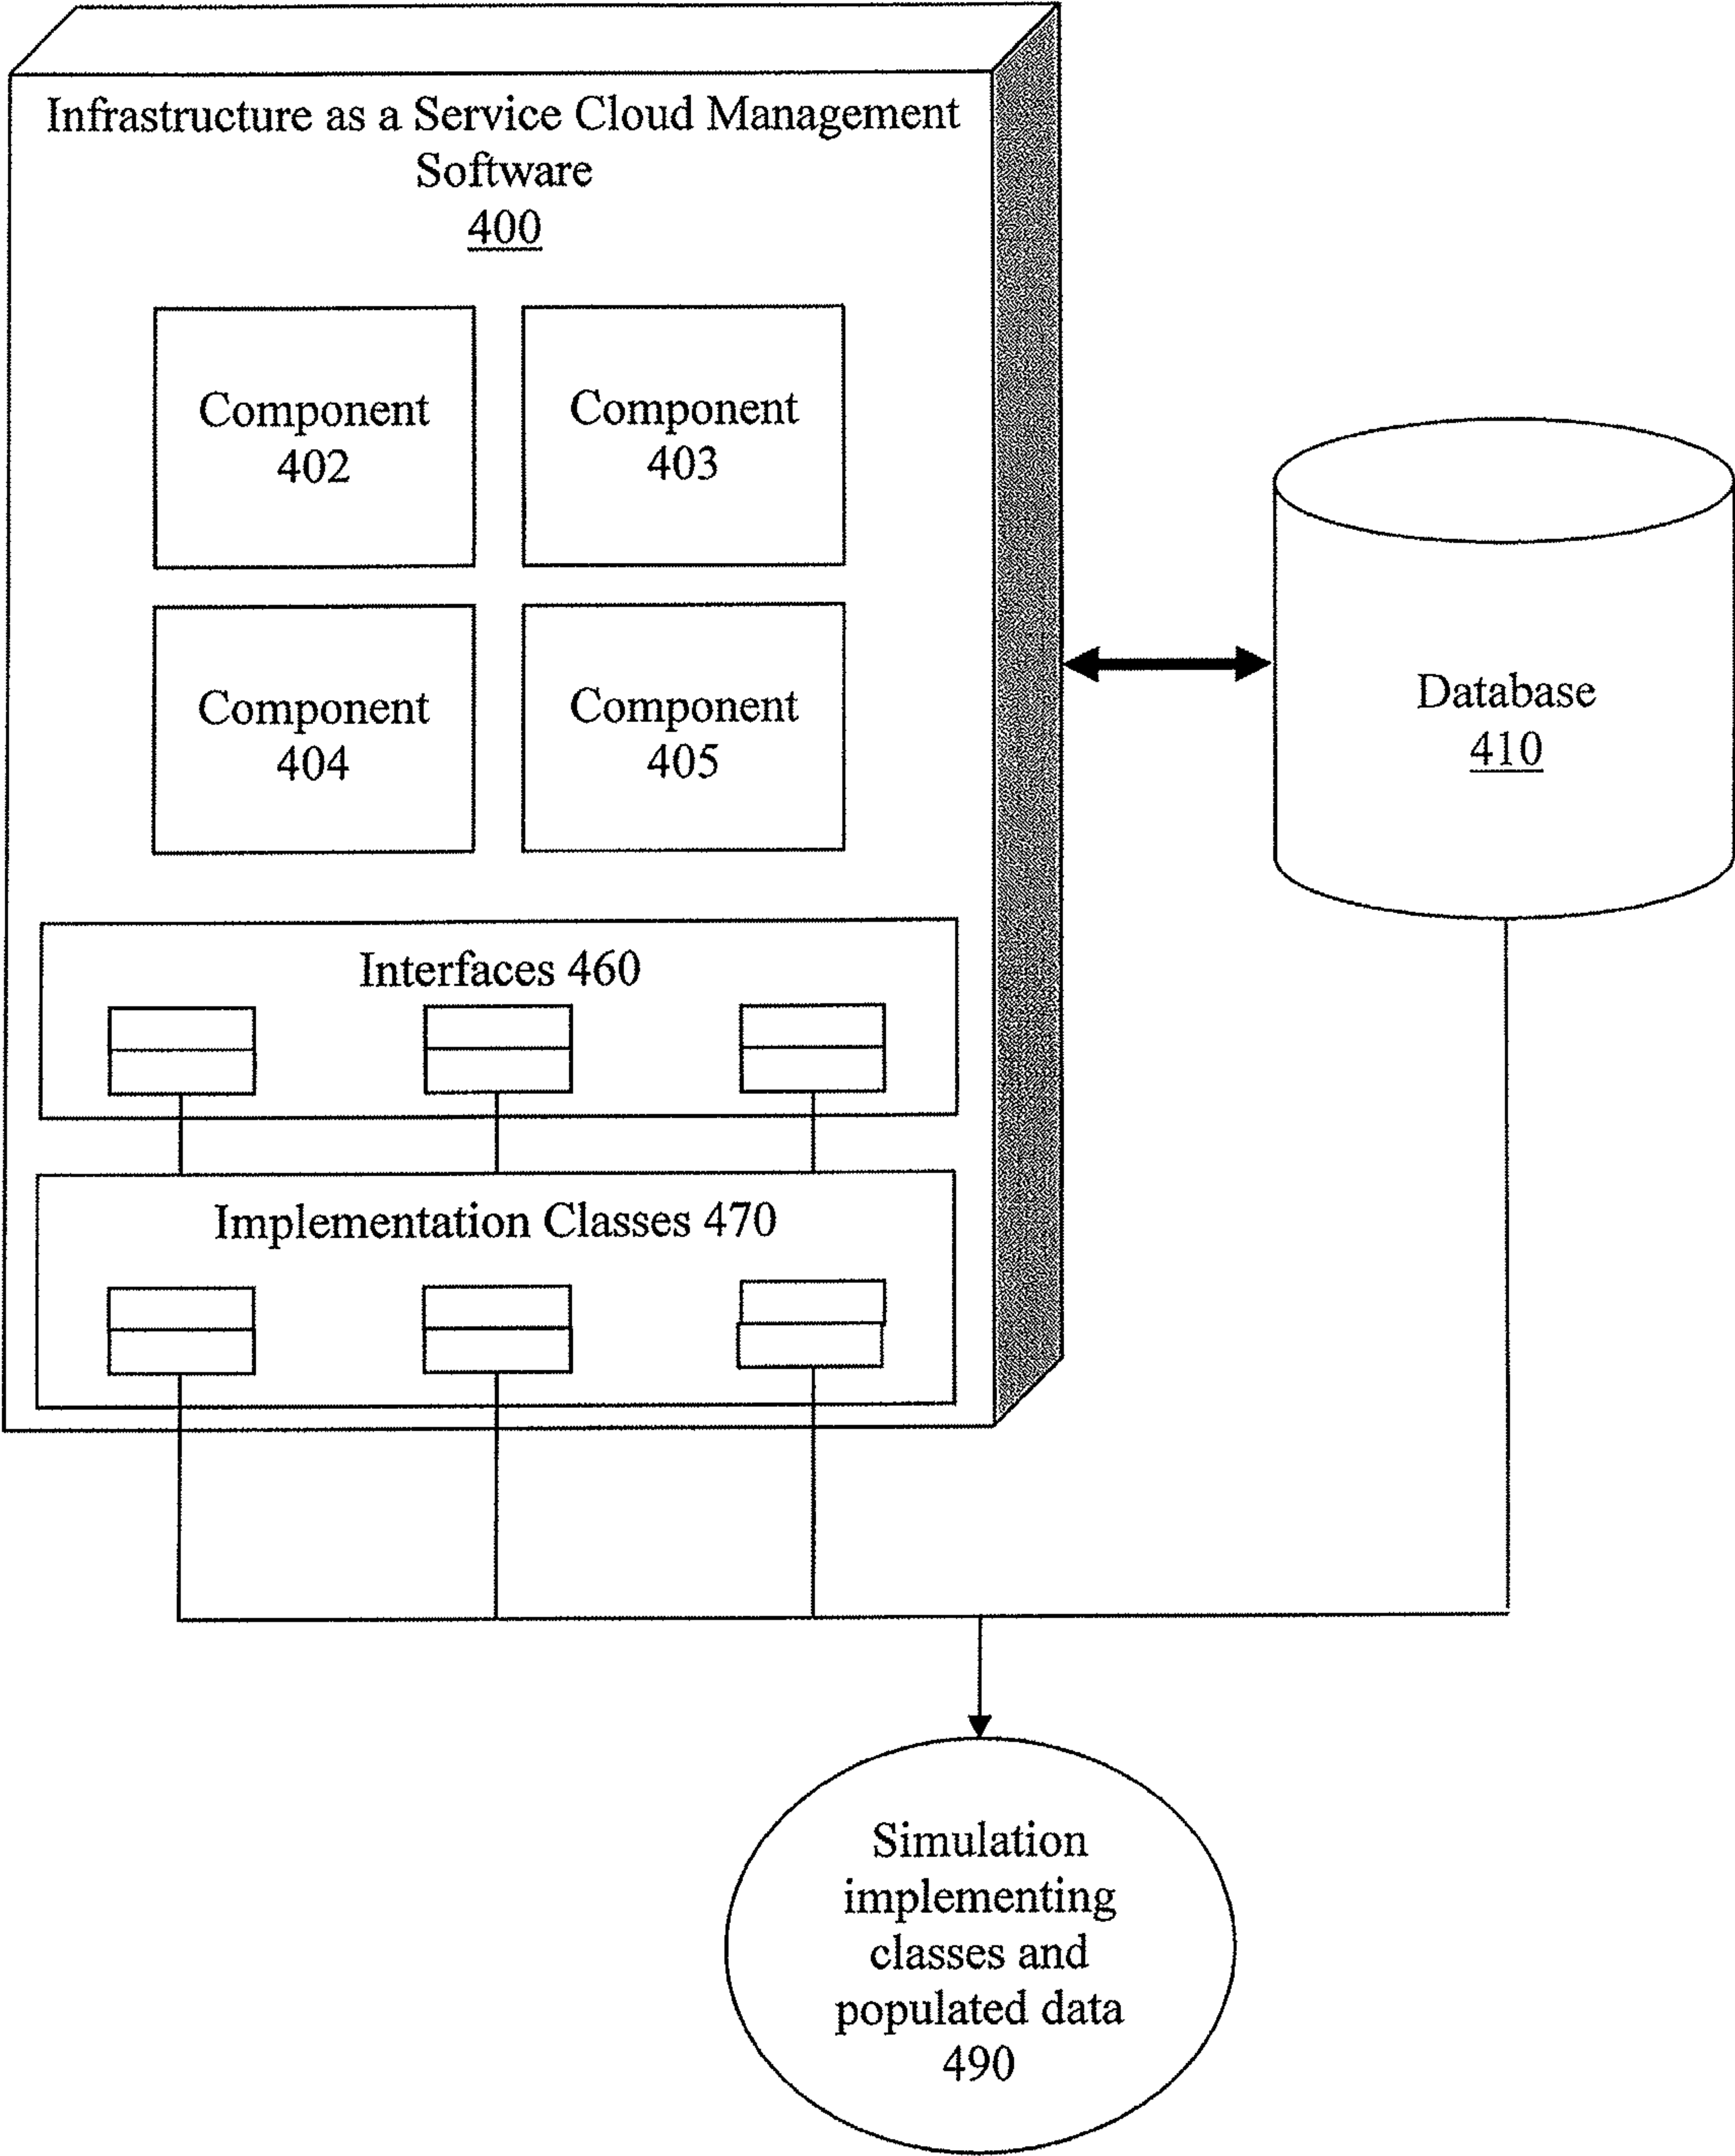 Infrastructure as a Service Cloud Management
Software
400
Component
402
Component
403
Component
404
Component
405
Database
410
Interfaces 460
Implementation Classes 470
Simulation
implementing
classes and
populated data
490